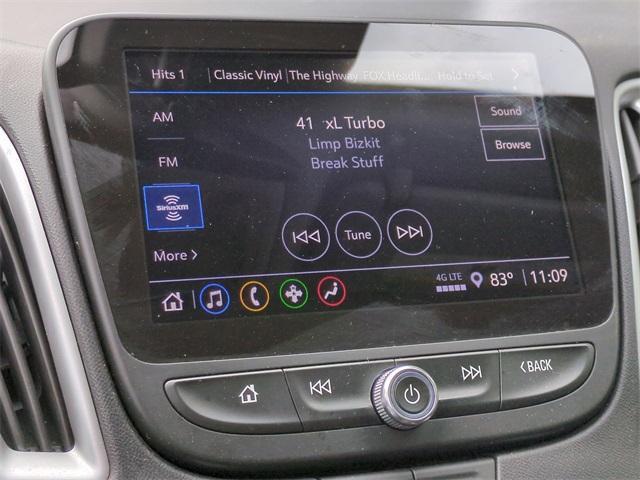 Hits 1 Classic Vinyl The Highway FOX Headli... Hold to Set
AM
41 xL Turbo
Sound
Limp Bizkit
Browse
FM
Break Stuff
SiriusXM
Tune
More
4G LTE 83° 11:09
BACK